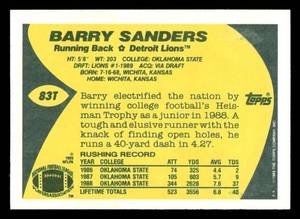 BARRY SANDERS
Running Back ☆ Detroit Lions™
HT: 5'8" WT: 203 COLLEGE: OKLAHOMA STATE
DRFT: LIONS #1-1989 ACQ: VIA DRAFT
BORN: 7-16-68, WICHITA, KANSAS
HOME: WICHITA, KANSAS
83T
Topps
Barry electrified the nation by
winning college football's Heis-
man Trophy as a junior in 1988. A
tough and elusive runner with the
knack of finding open holes, he
runs a 40-yard dash in 4.27.
RUSHING RECORD
YEAR COLLEGE ATT YDS AVG TD
1986 OKLAHOMA STATE 74 325 4.4 2
1987 OKLAHOMA STATE 105 603 5.7 9
1988 OKLAHOMA STATE 344 2628 7.6 37
LIFETIME TOTALS 523 3556 6.8 48